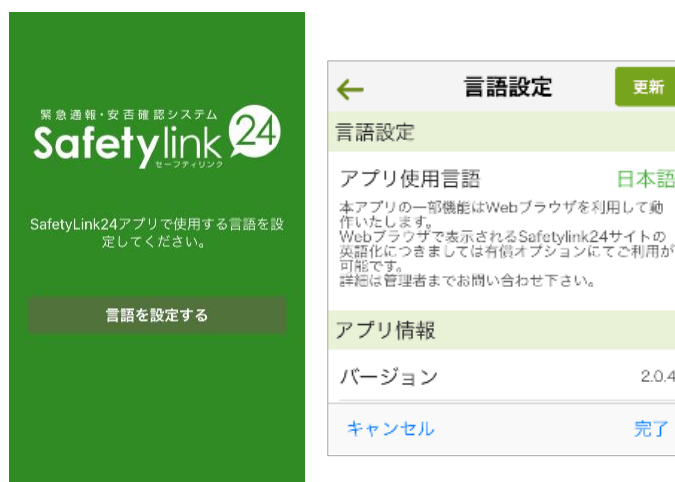 緊急通報・安否確認システム
Safetylink24
セーフティリンク
SafetyLink24アプリで使用する言語を設
定してください。
言語を設定する
言語設定
更新
言語設定
アプリ使用言語
日本語
本アプリの一部機能はWebブラウザを利用して動
作いたします。
Webブラウザで表示されるSafetylink24サイトの
英語化につきましては有償オプションにてご利用が
可能です。
詳細は管理者までお問い合わせ下さい。
アプリ情報
バージョン
2.0.4
キャンセル
完了